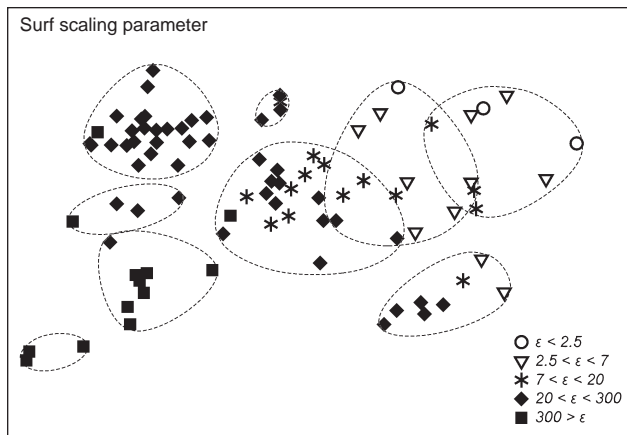 Surf scaling parameter
ε < 2.5
2.5 < ε < 7
7 < ε < 20
20 < ε < 300
300 > ε